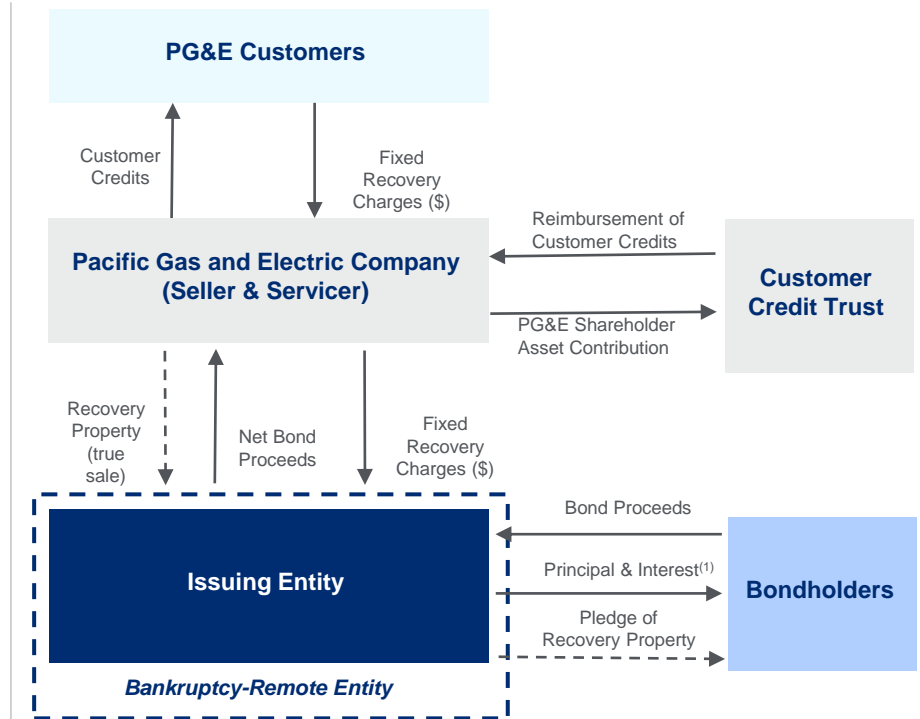 PG&E Customers
Customer
Credits
Fixed
Recovery
Charges ($)
Pacific Gas and Electric Company
(Seller & Servicer)
Reimbursement of
Customer Credits
PG&E Shareholder
Asset Contribution
Customer
Credit Trust
Recovery
Property
(true
sale)
Net Bond
Proceeds
Fixed
Recovery
Charges ($)
Issuing Entity
Bankruptcy-Remote Entity
Bond Proceeds
Principal & Interest(1)
Pledge of
Recovery Property
Bondholders